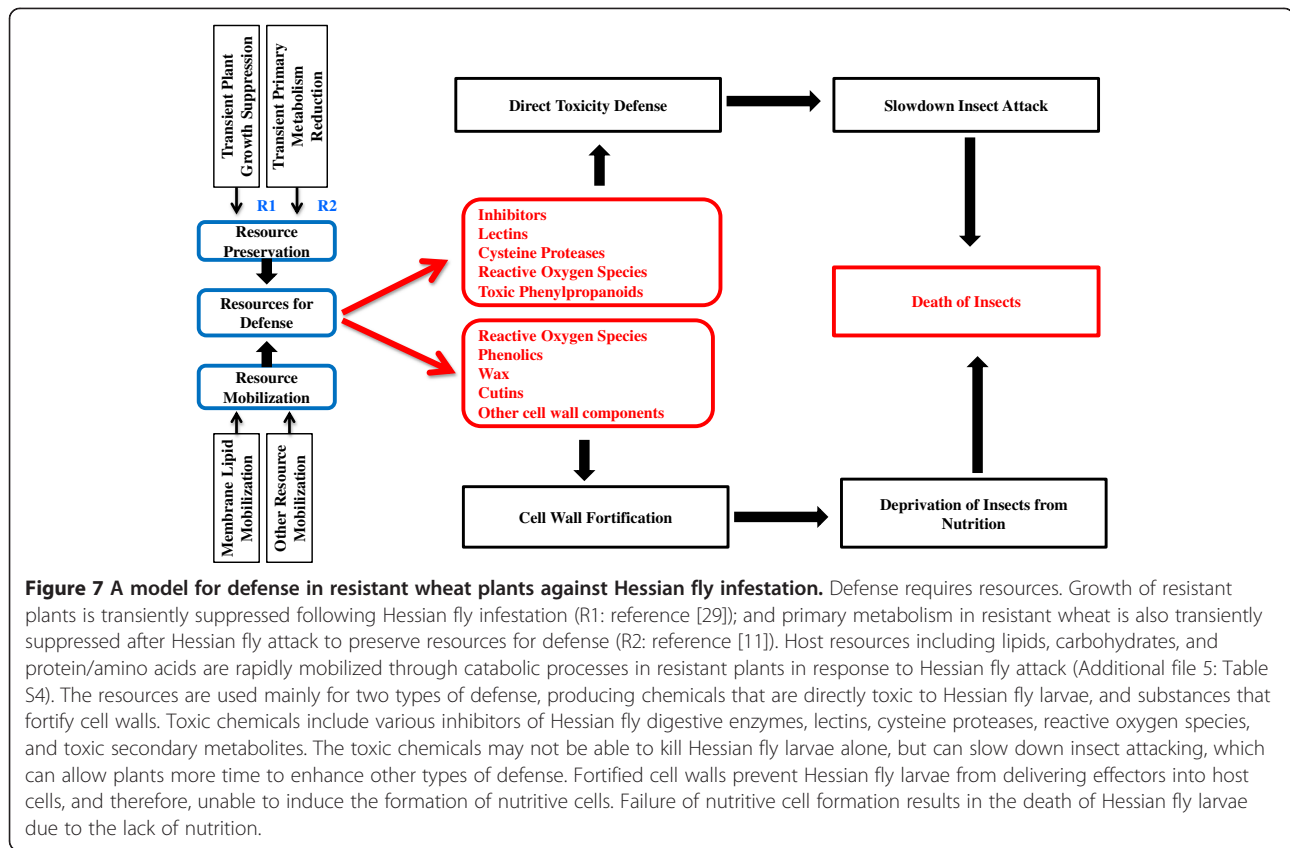 Transient Plant
Growth Suppression
Transient Primary
Metabolism
Reduction
R1
R2
Resource
Preservation
Resources for
Defense
Resource
Mobilization
Membrane Lipid
Mobilization
Other Resource
Mobilization
Direct Toxicity Defense
Slowdown Insect Attack
Inhibitors
Lectins
Cysteine Proteases
Reactive Oxygen Species
Toxic Phenylpropanoids
Reactive Oxygen Species
Phenolics
Wax
Cutins
Other cell wall components
Death of Insects
Cell Wall Fortification
Deprivation of Insects from
Nutrition
Figure 7 A model for defense in resistant wheat plants against Hessian fly infestation. Defense requires resources. Growth of resistant
plants is transiently suppressed following Hessian fly infestation (R1: reference [29]); and primary metabolism in resistant wheat is also transiently
suppressed after Hessian fly attack to preserve resources for defense (R2: reference [11]). Host resources including lipids, carbohydrates, and
protein/amino acids are rapidly mobilized through catabolic processes in resistant plants in response to Hessian fly attack (Additional file 5: Table
S4). The resources are used mainly for two types of defense, producing chemicals that are directly toxic to Hessian fly larvae, and substances that
fortify cell walls. Toxic chemicals include various inhibitors of Hessian fly digestive enzymes, lectins, cysteine proteases, reactive oxygen species,
and toxic secondary metabolites. The toxic chemicals may not be able to kill Hessian fly larvae alone, but can slow down insect attacking, which
can allow plants more time to enhance other types of defense. Fortified cell walls prevent Hessian fly larvae from delivering effectors into host
cells, and therefore, unable to induce the formation of nutritive cells. Failure of nutritive cell formation results in the death of Hessian fly larvae
due to the lack of nutrition.